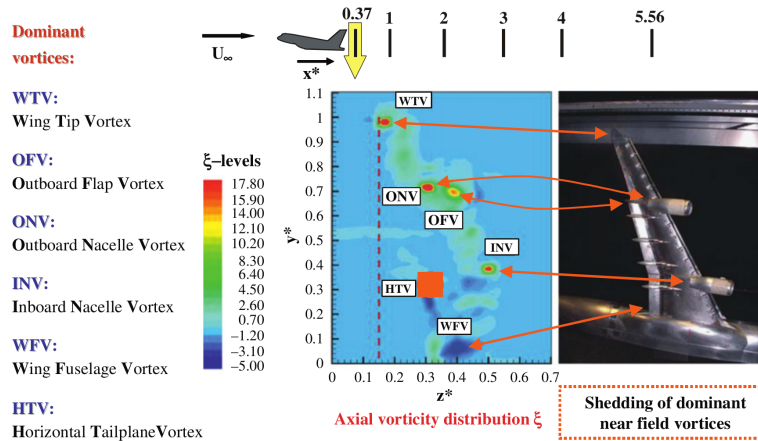 Dominant
vortices:
WTV:
Wing Tip Vortex
OFV:
Outboard Flap Vortex
ONV:
Outboard Nacelle Vortex
INV:
Inboard Nacelle Vortex
WFV:
Wing Fuselage Vortex
HTV:
Horizontal TailplaneVortex
U∞
x*
0.37
1
2
3
4
5.56
ξ–levels
17.80
15.90
14.00
12.10
10.20
8.30
6.40
4.50
2.60
0.70
–1.20
–3.10
–5.00
y*
1.1
1
0.9
0.8
0.7
0.6
0.5
0.4
0.3
0.2
0.1
0
WTV
ONV
OFV
INV
HTV
WFV
0 0.1 0.2 0.3 0.4 0.5 0.6 0.7
z*
Axial vorticity distribution ξ
Shedding of dominant
near field vortices